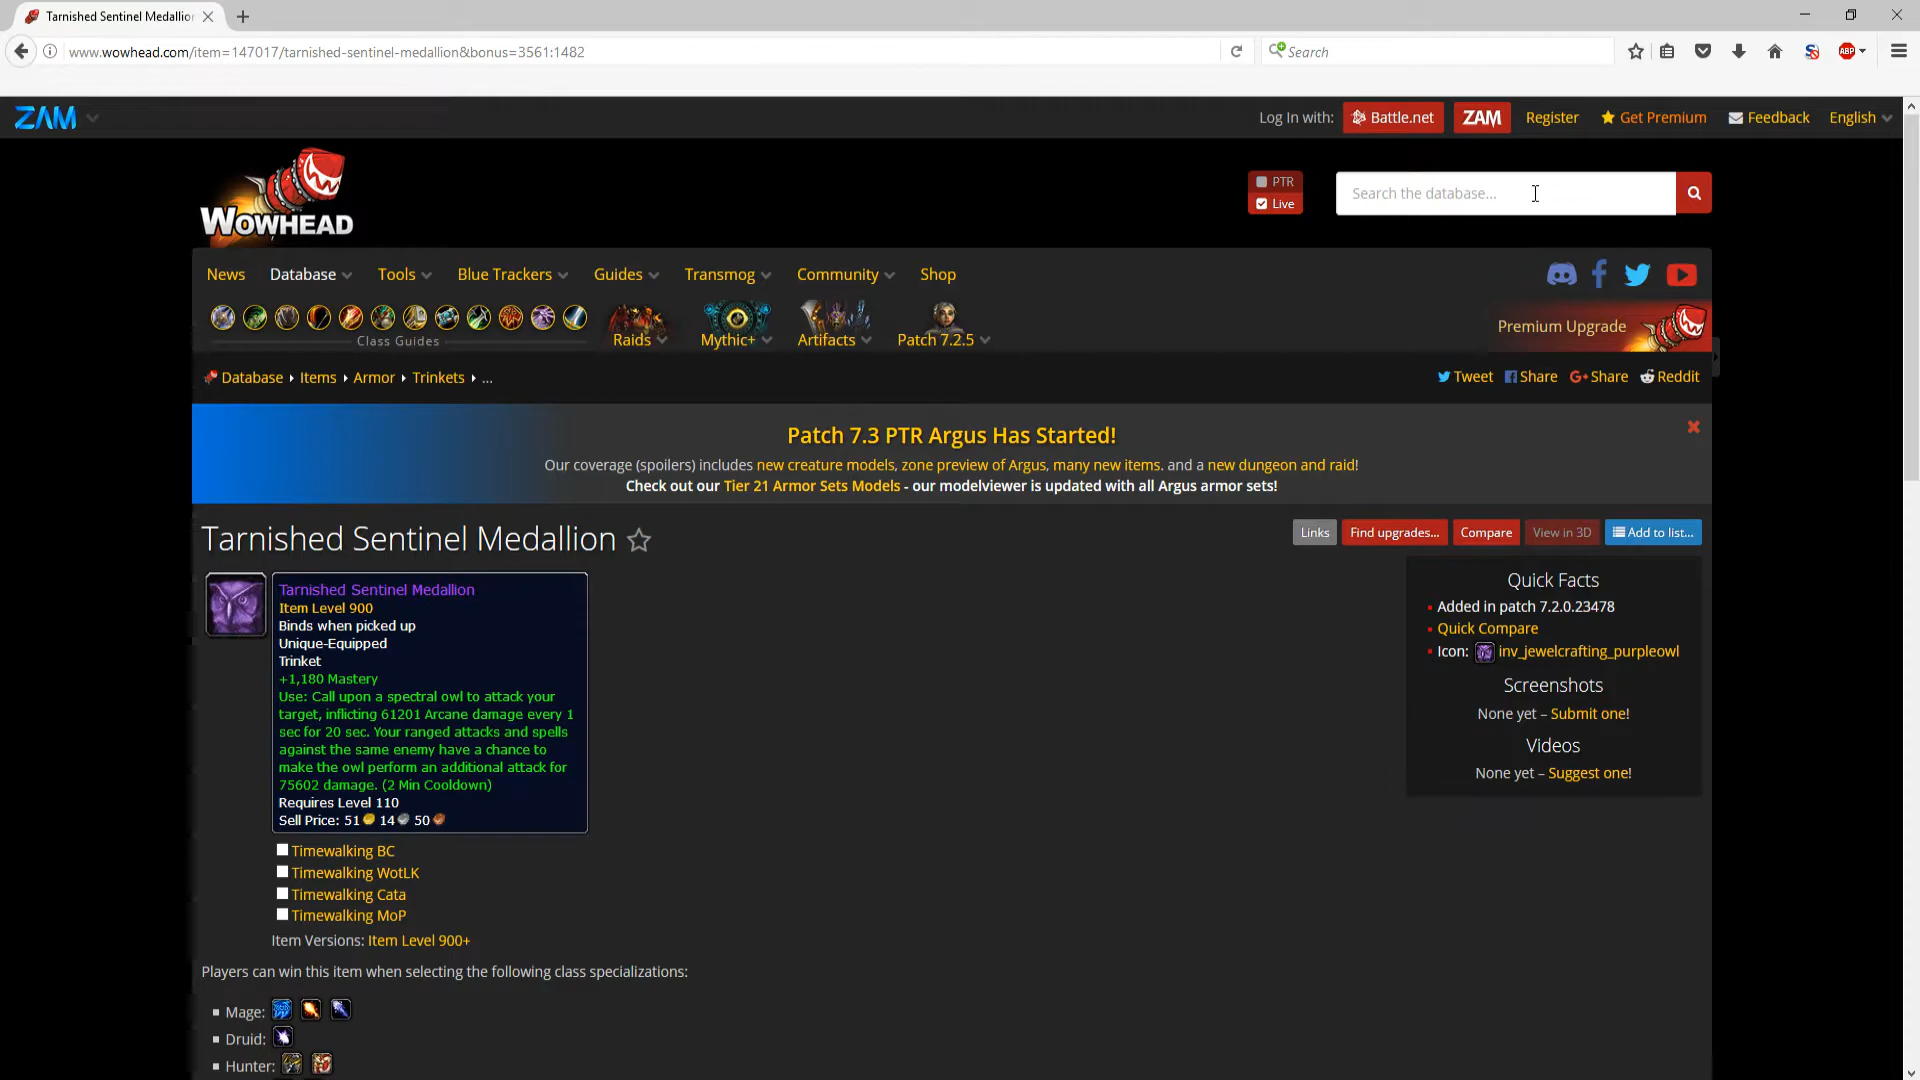 Tarnished Sentinel Medallion
www.wowhead.com/item=147017/tarnished-sentinel-medallion&bonus=3561:1482
Search
ABP
ZAM
Log In with:
Battle.net
ZAM
Register
Get Premium
Feedback
English
WOWHEAD
PTR
Live
Search the database...
News
Database
Tools
Blue Trackers
Guides
Transmog
Community
Shop
Class Guides
Raids
Mythic+
Artifacts
Patch 7.2.5
Premium Upgrade
Database
Items
Armor
Trinkets
...
Tweet
Share
G+ Share
Reddit
Patch 7.3 PTR Argus Has Started!
Our coverage (spoilers) includes new creature models, zone preview of Argus, many new items. and a new dungeon and raid!
Check out our Tier 21 Armor Sets Models - our modelviewer is updated with all Argus armor sets!
Tarnished Sentinel Medallion
Links
Find upgrades...
Compare
View in 3D
Add to list...
Tarnished Sentinel Medallion
Item Level 900
Binds when picked up
Unique-Equipped
Trinket
+1,180 Mastery
Use: Call upon a spectral owl to attack your
target, inflicting 61201 Arcane damage every 1
sec for 20 sec. Your ranged attacks and spells
against the same enemy have a chance to
make the owl perform an additional attack for
75602 damage. (2 Min Cooldown)
Requires Level 110
Sell Price: 51 14 50
Timewalking BC
Timewalking WotLK
Timewalking Cata
Timewalking MoP
Item Versions: Item Level 900+
Players can win this item when selecting the following class specializations:
Mage:
Druid:
Hunter:
Quick Facts
Added in patch 7.2.0.23478
Quick Compare
Icon: inv_jewelcrafting_purpleowl
Screenshots
None yet – Submit one!
Videos
None yet – Suggest one!